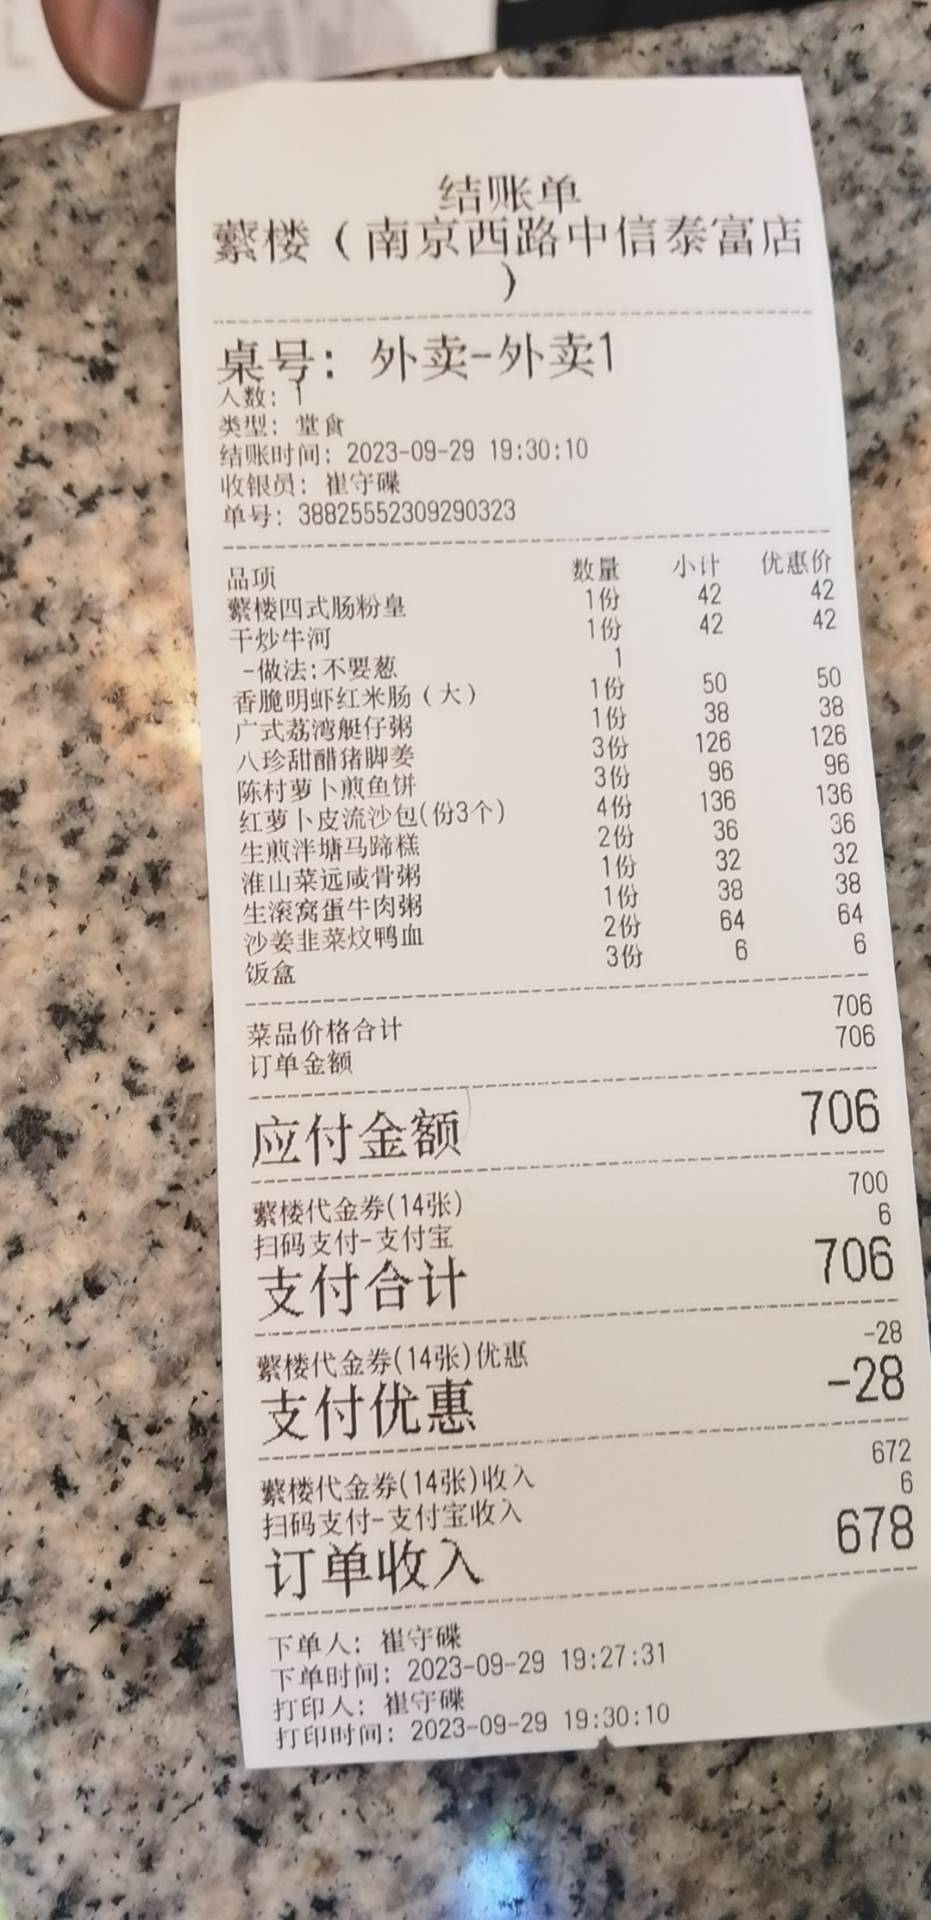 结账单
蘩楼（南京西路中信泰富店
）
桌号：外卖-外卖1
人数：1
类型：堂食
结账时间：2023-09-29 19:30:10
收银员：崔守碟
单号：38825552309290323
品项 数量 小计 优惠价
蘩楼四式肠粉皇 1份 42 42
干炒牛河 1份 42 42
-做法:不要葱 1
香脆明虾红米肠（大） 1份 50 50
广式荔湾艇仔粥 1份 38 38
八珍甜醋猪脚姜 3份 126 126
陈村萝卜煎鱼饼 3份 96 96
红萝卜皮流沙包(份3个) 4份 136 136
生煎泮塘马蹄糕 2份 36 36
淮山菜远咸骨粥 1份 32 32
生滚窝蛋牛肉粥 1份 38 38
沙姜韭菜炆鸭血 2份 64 64
饭盒 3份 6 6
菜品价格合计 706
订单金额 706
应付金额 706
蘩楼代金券(14张) 700
扫码支付-支付宝 6
支付合计 706
蘩楼代金券(14张)优惠 -28
支付优惠 -28
蘩楼代金券(14张)收入 672
扫码支付-支付宝收入 6
订单收入 678
下单人：崔守碟
下单时间：2023-09-29 19:27:31
打印人：崔守碟
打印时间：2023-09-29 19:30:10